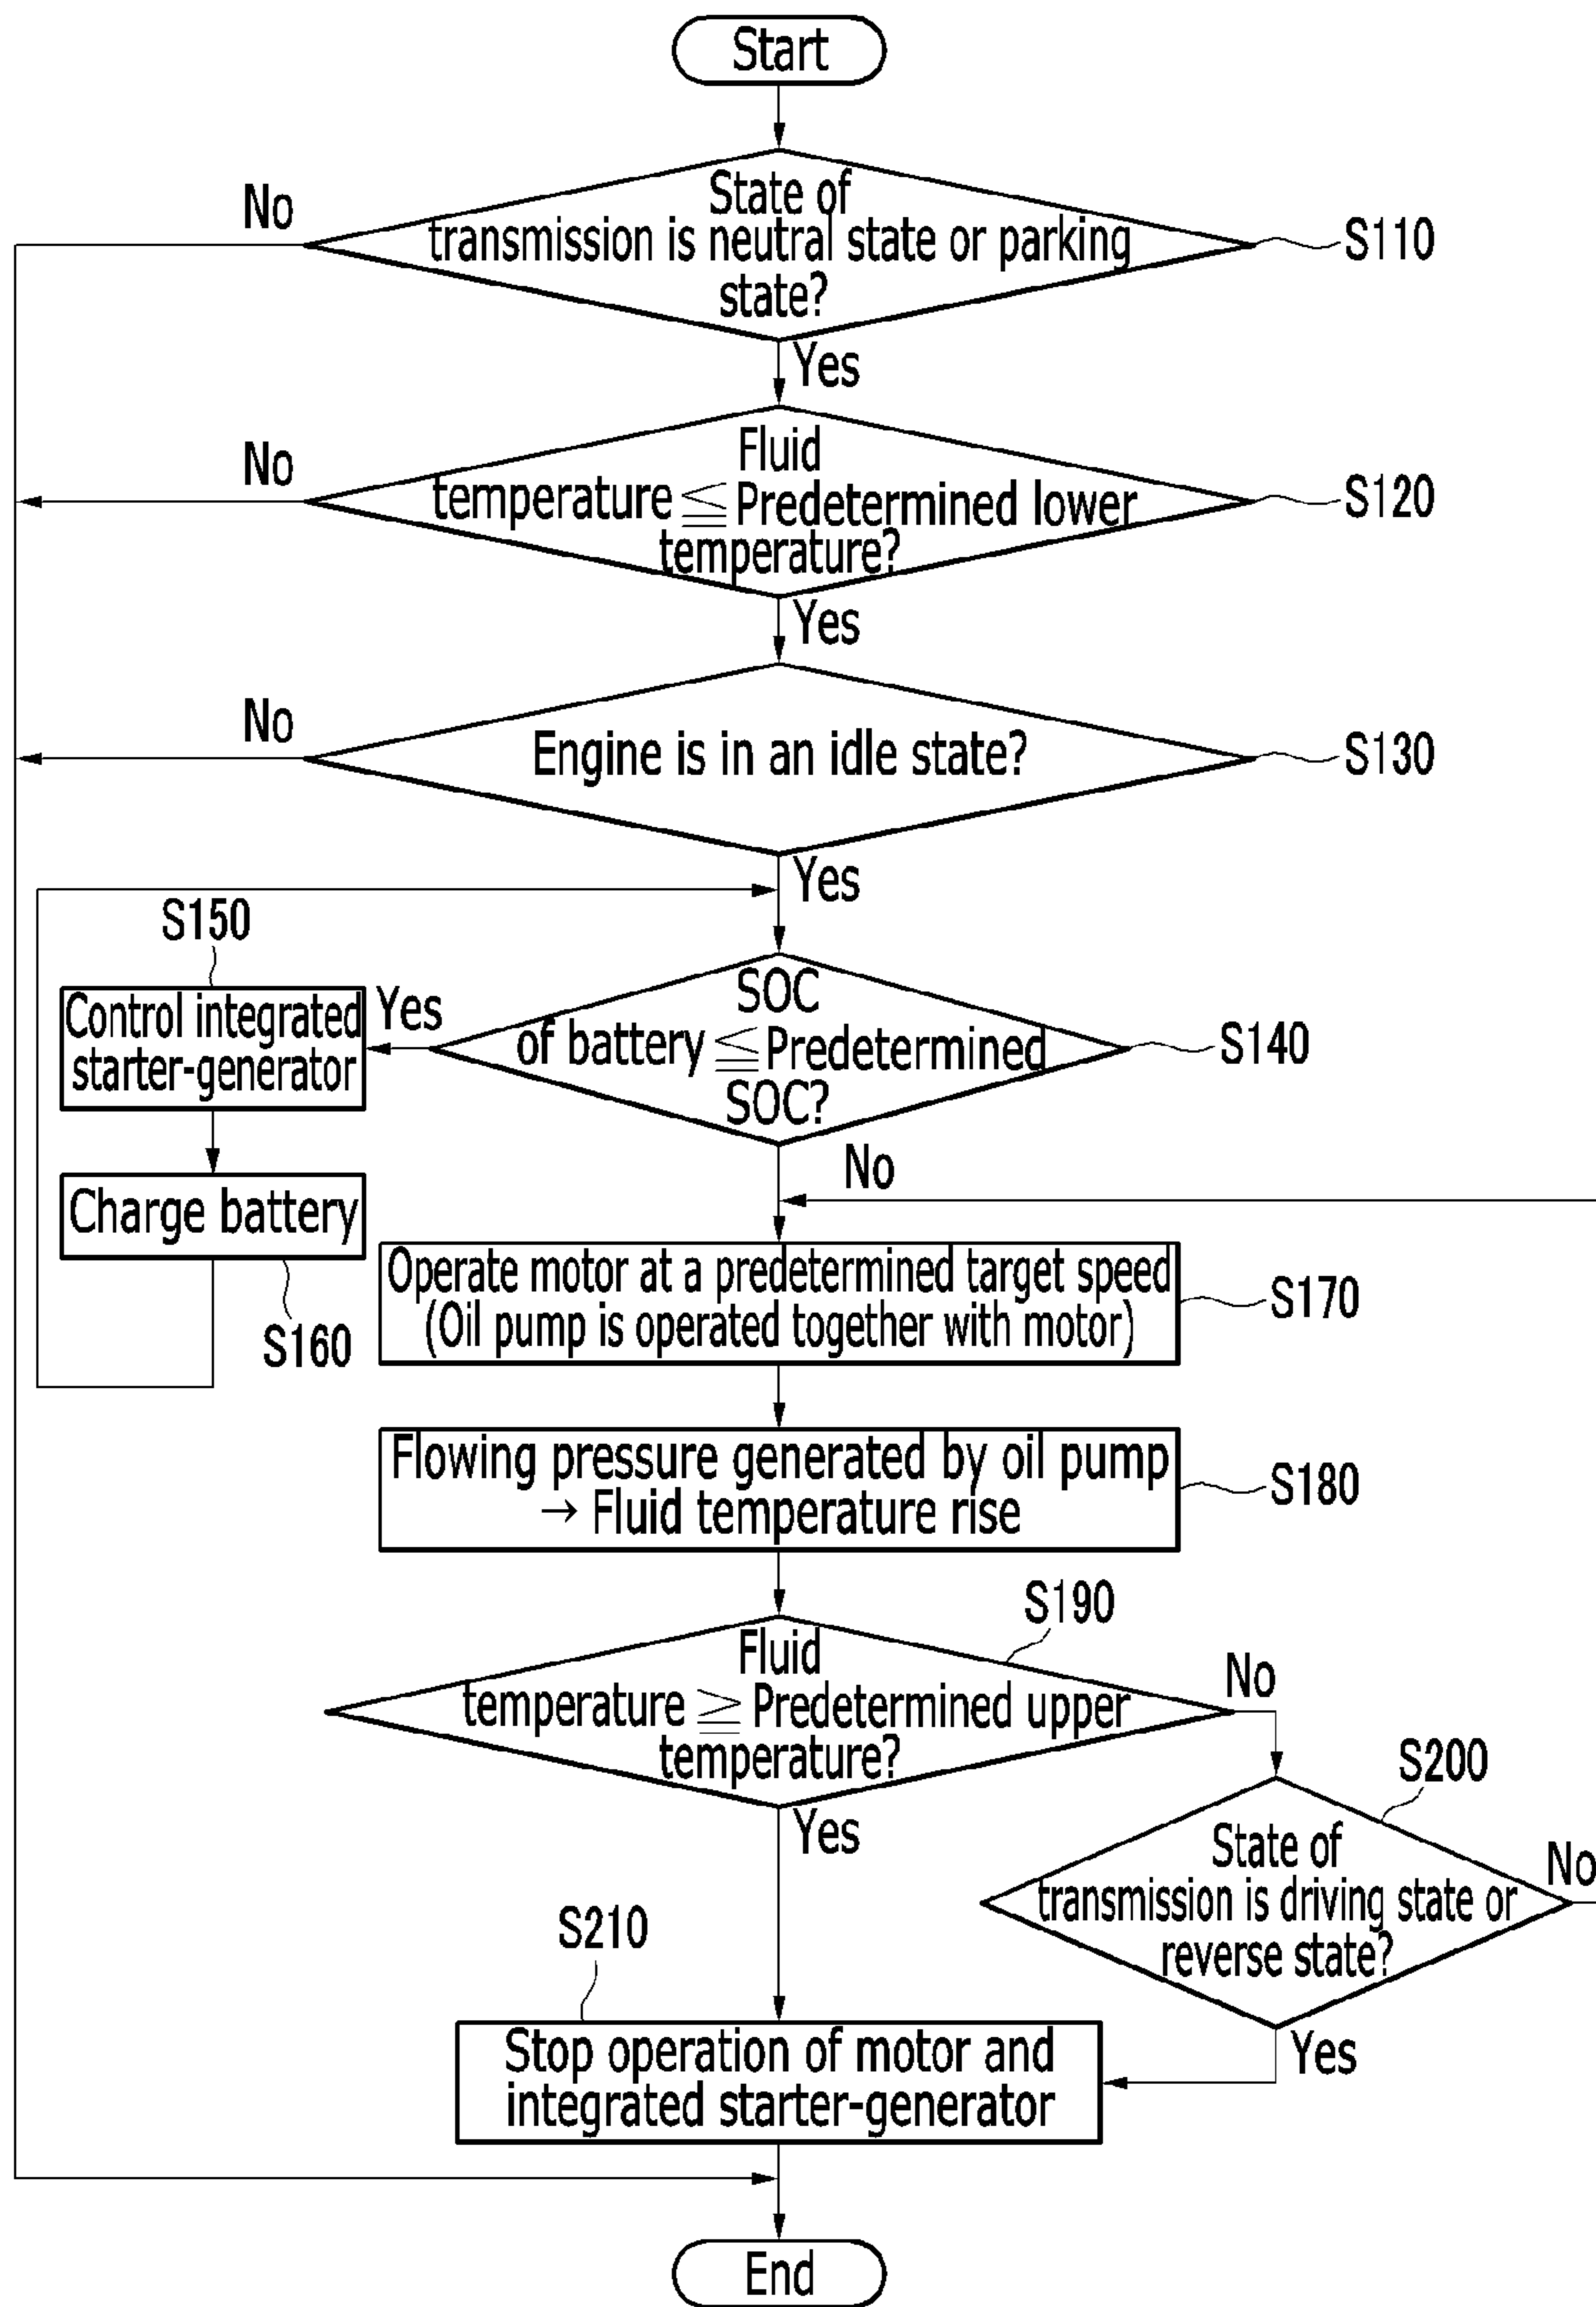 Start
No
State of
transmission is neutral state or parking
state?
S110
Yes
No
Fluid
temperature ≦ Predetermined lower
temperature?
S120
Yes
No
Engine is in an idle state?
S130
Yes
S150
Control integrated
starter-generator
Yes
SOC
of battery ≦ Predetermined
SOC?
S140
No
Charge battery
S160
Operate motor at a predetermined target speed
(Oil pump is operated together with motor)
S170
Flowing pressure generated by oil pump
→ Fluid temperature rise
S180
S190
Fluid
temperature ≧ Predetermined upper
temperature?
No
Yes
S200
State of
transmission is driving state or
reverse state?
No
Yes
S210
Stop operation of motor and
integrated starter-generator
End